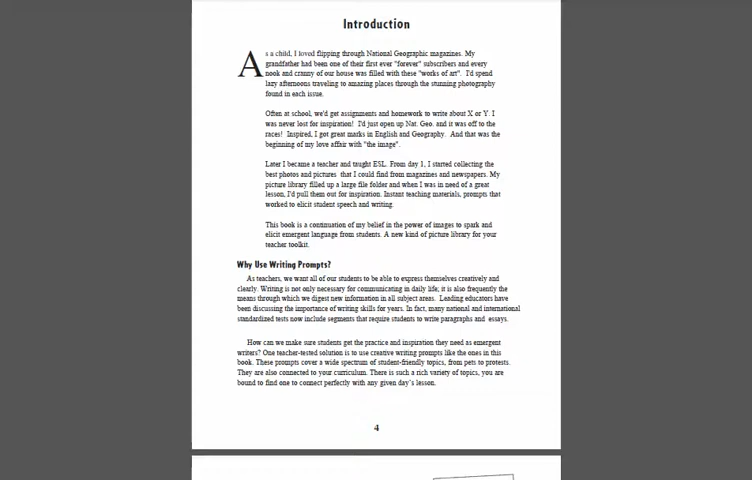 Introduction
As a child, I loved flipping through National Geographic magazines. My
grandfather had been one of their first ever "forever" subscribers and every
nook and cranny of our house was filled with these "works of art". I'd spend
lazy afternoons traveling to amazing places through the stunning photography
found in each issue.
Often at school, we'd get assignments and homework to write about X or Y. I
was never lost for inspiration! I'd just open up Nat. Geo. and it was off to the
races! Inspired, I got great marks in English and Geography. And that was the
beginning of my love affair with "the image".
Later I became a teacher and taught ESL. From day 1, I started collecting the
best photos and pictures that I could find from magazines and newspapers. My
picture library filled up a large file folder and when I was in need of a great
lesson, I'd pull them out for inspiration. Instant teaching materials, prompts that
worked to elicit student speech and writing.
This book is a continuation of my belief in the power of images to spark and
elicit emergent language from students. A new kind of picture library for your
teacher toolkit.
Why Use Writing Prompts?
As teachers, we want all of our students to be able to express themselves creatively and
clearly. Writing is not only necessary for communicating in daily life; it is also frequently the
means through which we digest new information in all subject areas. Leading educators have
been discussing the importance of writing skills for years. In fact, many national and international
standardized tests now include segments that require students to write paragraphs and essays.
How can we make sure students get the practice and inspiration they need as emergent
writers? One teacher-tested solution is to use creative writing prompts like the ones in this
book. These prompts cover a wide spectrum of student-friendly topics, from pets to protests.
They are also connected to your curriculum. There is such a rich variety of topics, you are
bound to find one to connect perfectly with any given day's lesson.
4